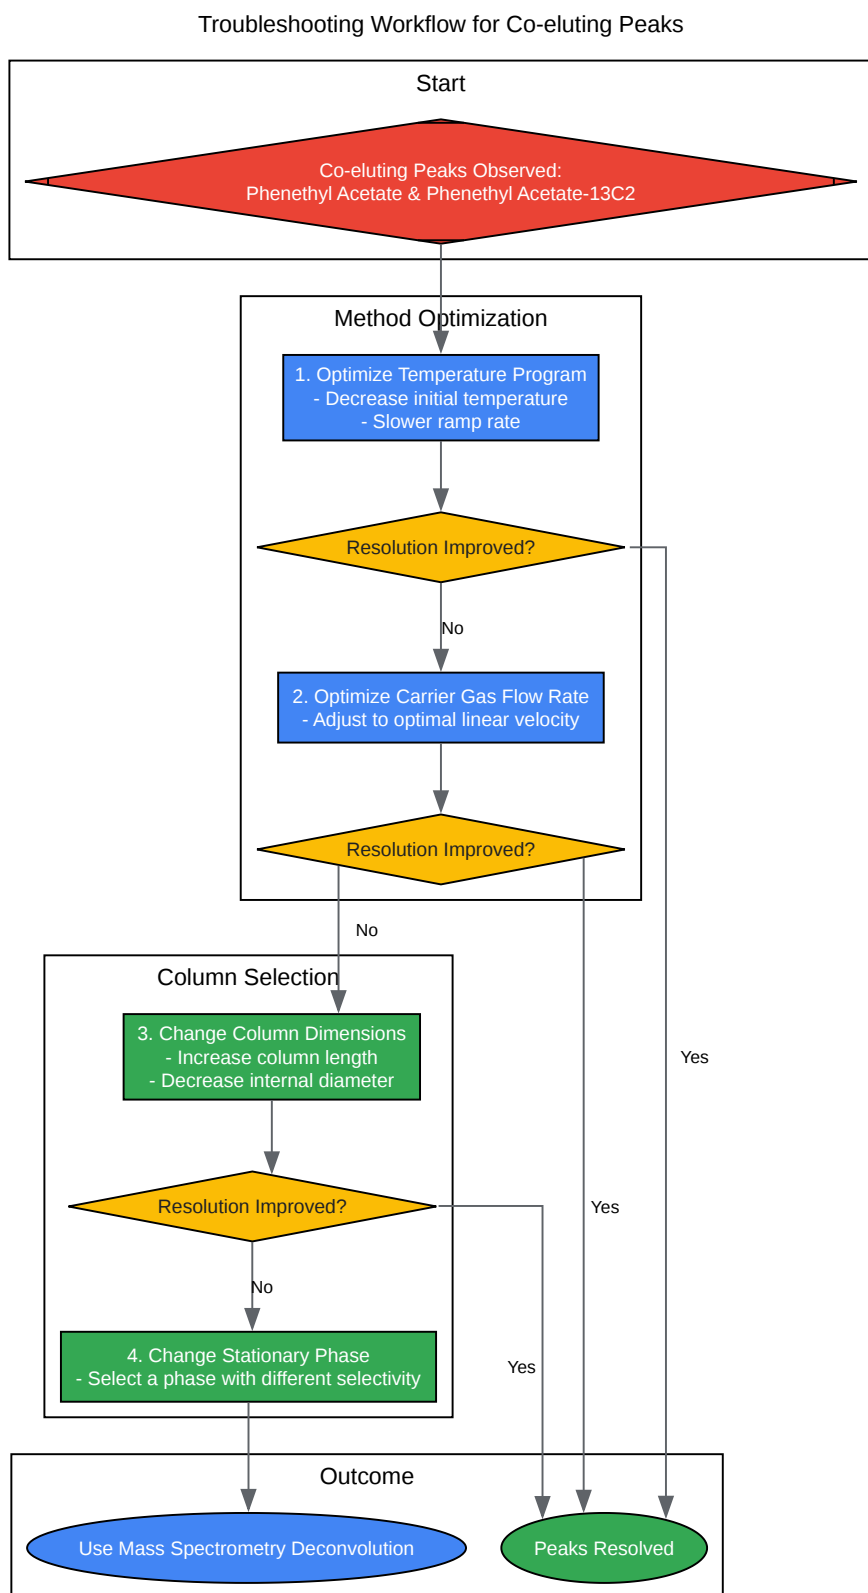 Troubleshooting Workflow for Co-eluting Peaks
Start
Co-eluting Peaks Observed:
Phenethyl Acetate & Phenethyl Acetate-13C2
Method Optimization
1. Optimize Temperature Program
- Decrease initial temperature
- Slower ramp rate
Resolution Improved?
No
2. Optimize Carrier Gas Flow Rate
- Adjust to optimal linear velocity
Resolution Improved?
No
Column Selection
3. Change Column Dimensions
- Increase column length
- Decrease internal diameter
Yes
Resolution Improved?
Yes
No
4. Change Stationary Phase
- Select a phase with different selectivity
Yes
Outcome
Use Mass Spectrometry Deconvolution
Peaks Resolved